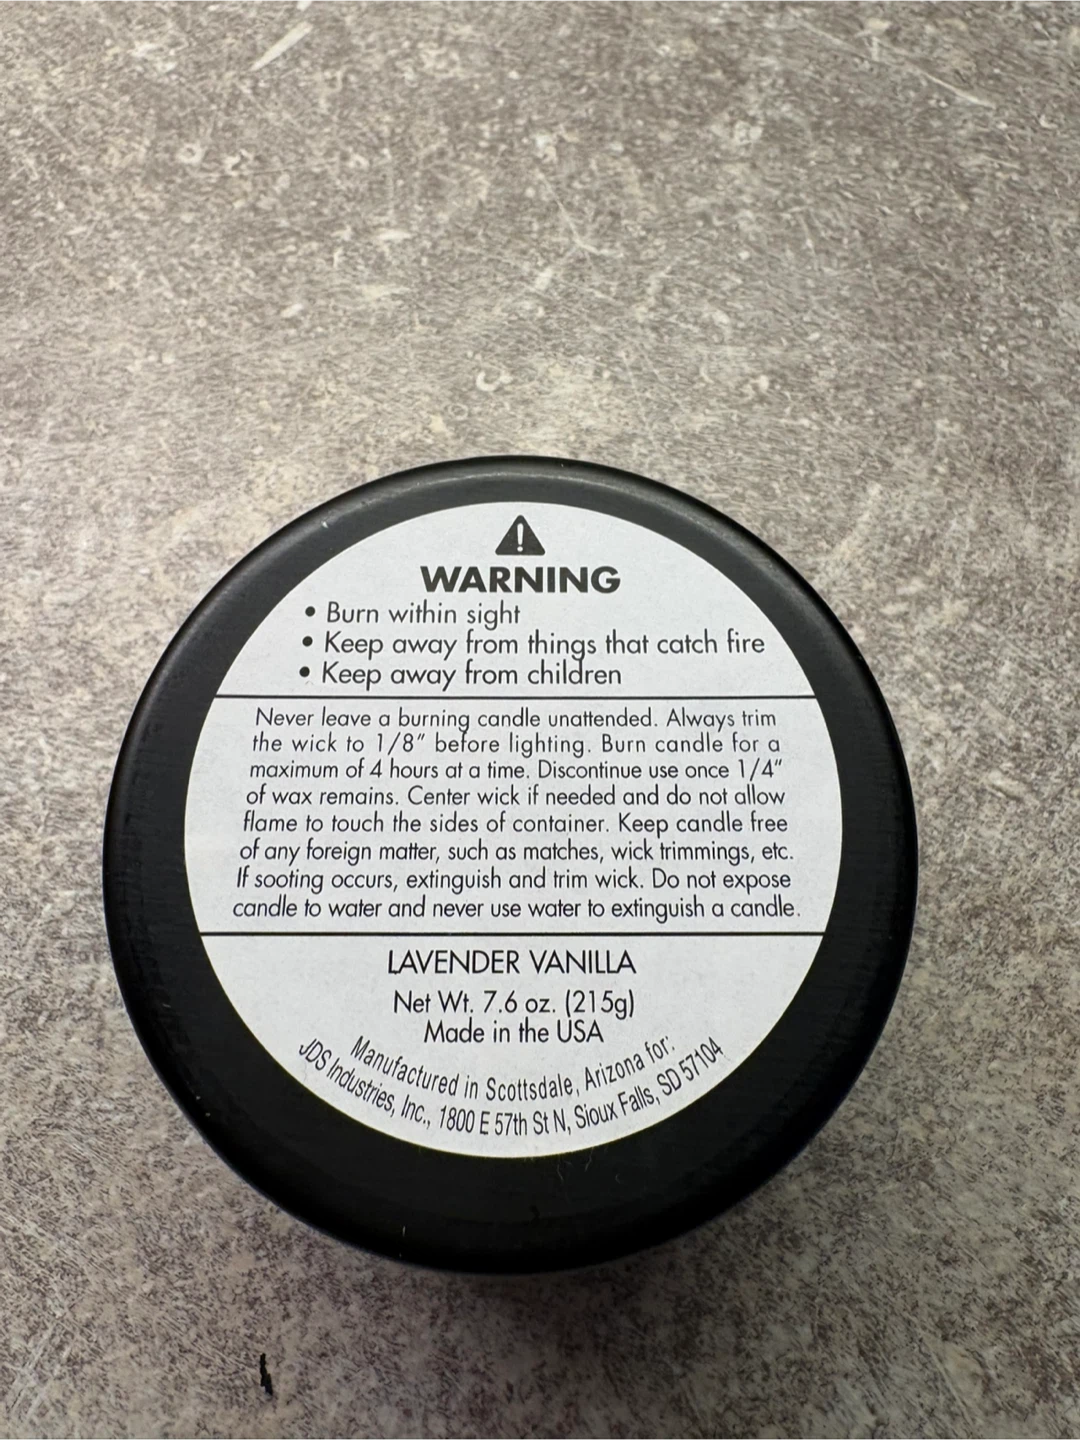 WARNING
• Burn within sight
• Keep away from things that catch fire
• Keep away from children
Never leave a burning candle unattended. Always trim
the wick to 1/8” before lighting. Burn candle for a
maximum of 4 hours at a time. Discontinue use once 1/4”
of wax remains. Center wick if needed and do not allow
flame to touch the sides of container. Keep candle free
of any foreign matter, such as matches, wick trimmings, etc.
If sooting occurs, extinguish and trim wick. Do not expose
candle to water and never use water to extinguish a candle.
LAVENDER VANILLA
Net Wt. 7.6 oz. (215g)
Made in the USA
Manufactured in Scottsdale, Arizona for:
JDS Industries, Inc., 1800 E 57th St N, Sioux Falls, SD 57104